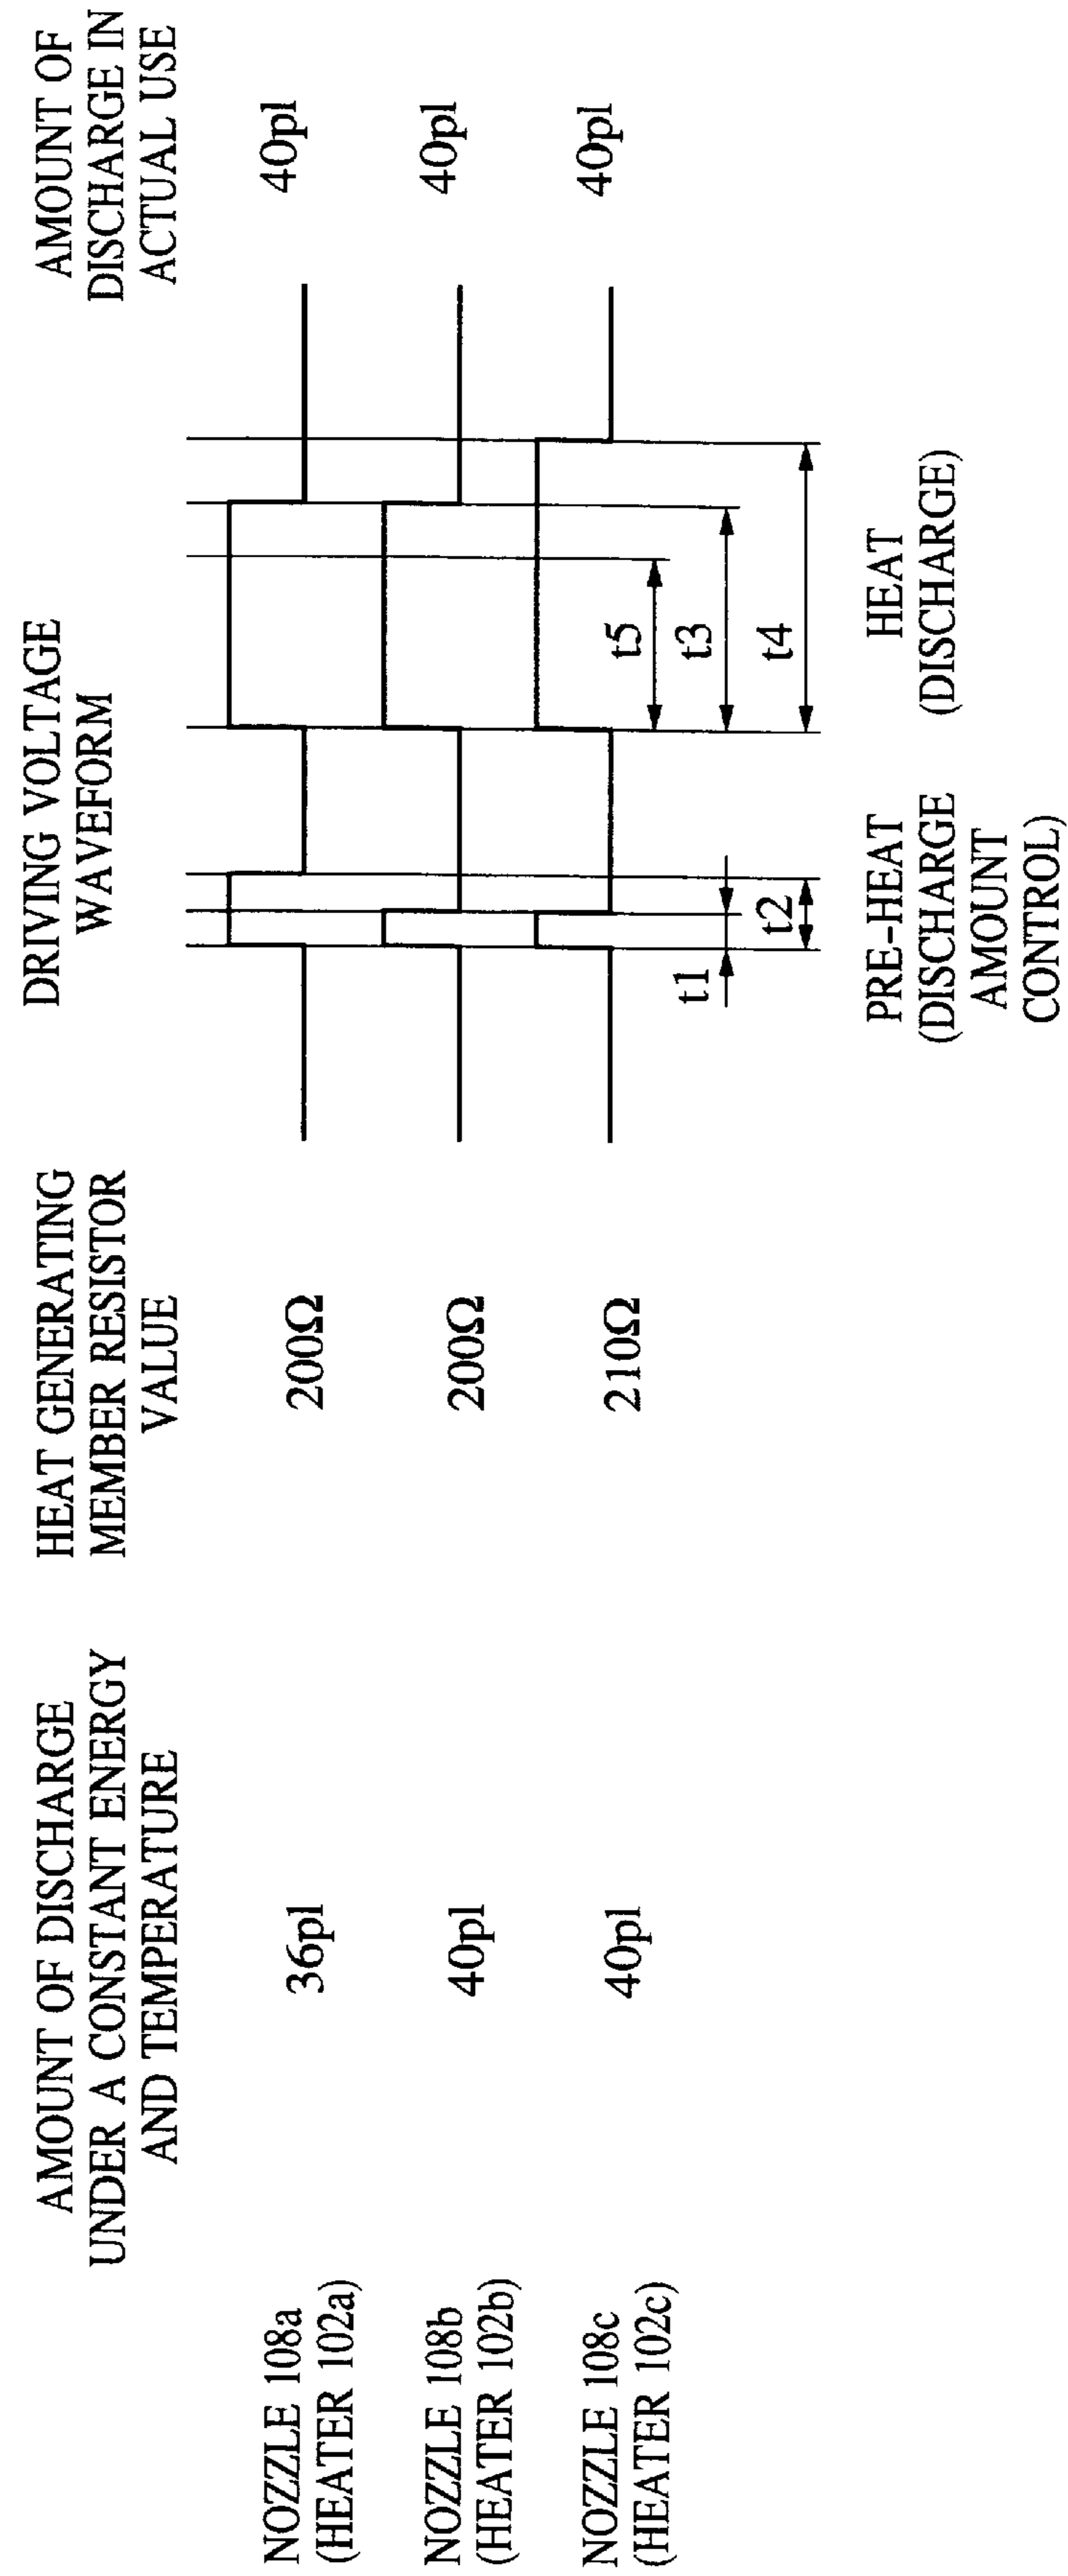 AMOUNT OF DISCHARGE
UNDER A CONSTANT ENERGY
AND TEMPERATURE
HEAT GENERATING
MEMBER RESISTOR
VALUE
DRIVING VOLTAGE
WAVEFORM
AMOUNT OF
DISCHARGE IN
ACTUAL USE
NOZZLE 108a
(HEATER 102a)
36pl
200Ω
40pl
NOZZLE 108b
(HEATER 102b)
40pl
200Ω
40pl
NOZZLE 108c
(HEATER 102c)
40pl
210Ω
40pl
t1
t2
t5
t3
t4
PRE-HEAT
(DISCHARGE
AMOUNT
CONTROL)
HEAT
(DISCHARGE)